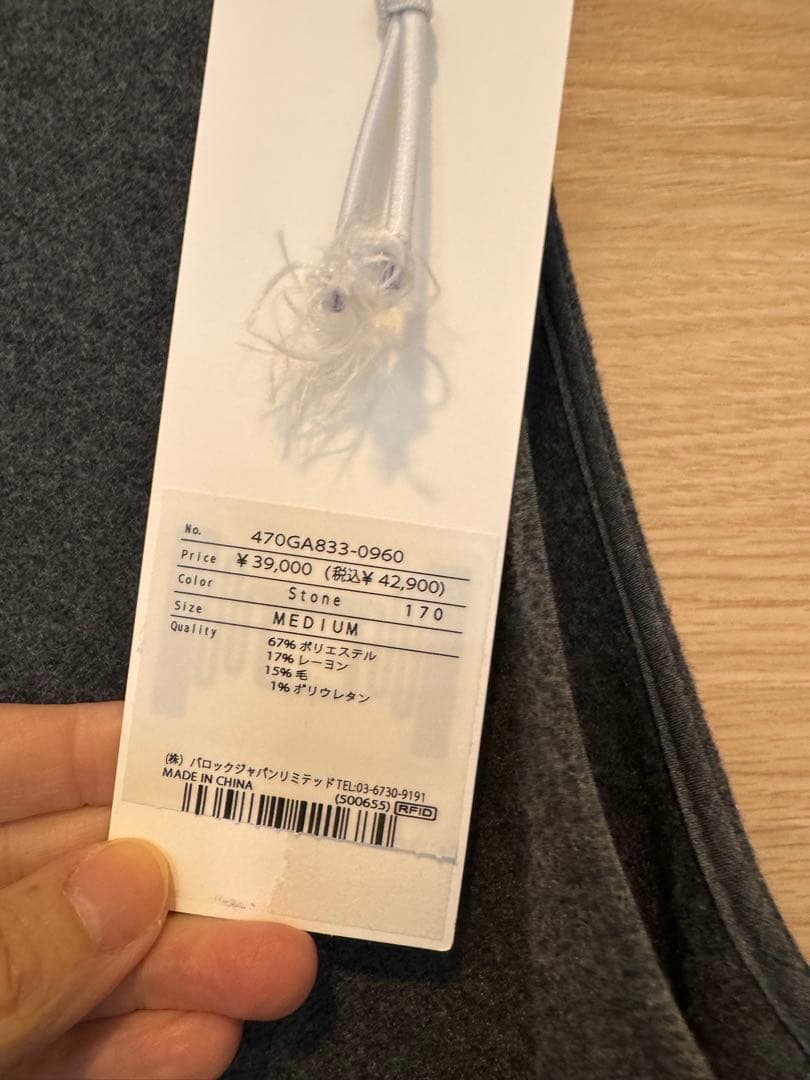 No. 470GA833-0960
Price ¥39,000 (税込¥ 42,900)
Color Stone 170
Size MEDIUM
Quality 67% ポリエステル
17% レーヨン
15% 毛
1% ポリウレタン
(株) バロックジャパンリミテッド TEL:03-6730-9191
MADE IN CHINA (500655) RFID